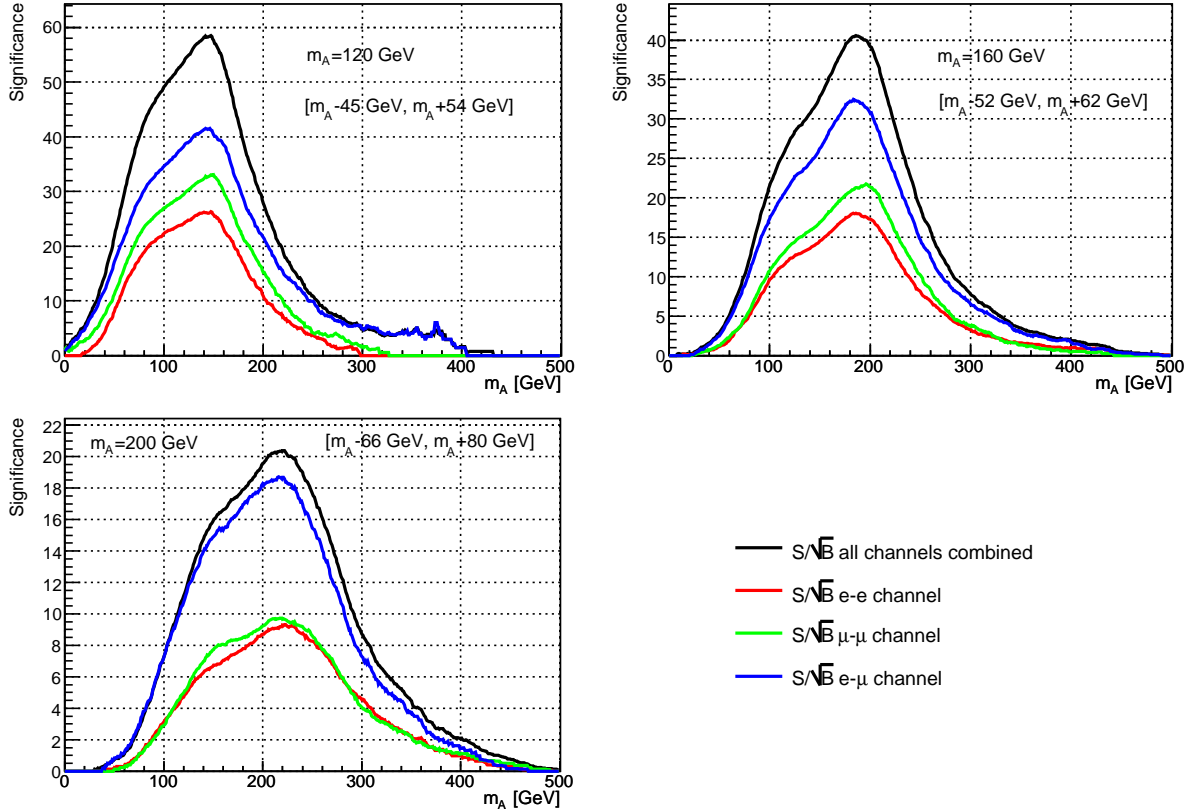 Significance
60
50
40
30
20
10
0
m_A=120 GeV
[m_A-45 GeV, m_A+54 GeV]
0 100 200 300 400 500
m_A [GeV]
Significance
40
35
30
25
20
15
10
5
0
m_A=160 GeV
[m_A-52 GeV, m_A+62 GeV]
0 100 200 300 400 500
m_A [GeV]
Significance
22
20
18
16
14
12
10
8
6
4
2
0
m_A=200 GeV [m_A-66 GeV, m_A+80 GeV]
0 100 200 300 400 500
m_A [GeV]
S/√B all channels combined
S/√B e-e channel
S/√B μ-μ channel
S/√B e-μ channel